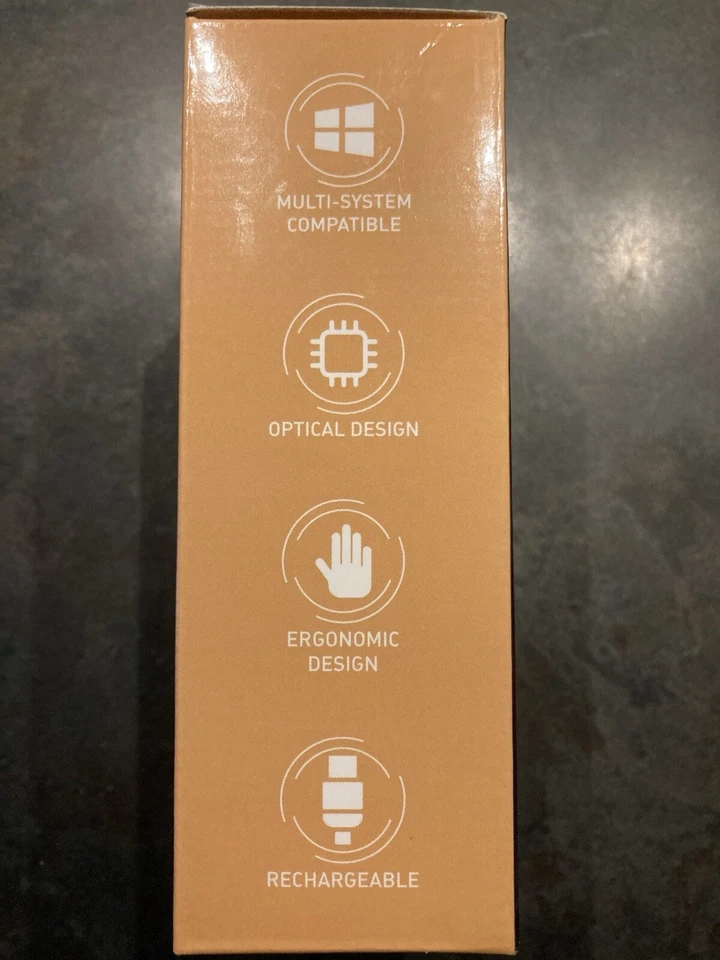 MULTI-SYSTEM
COMPATIBLE
OPTICAL DESIGN
ERGONOMIC
DESIGN
RECHARGEABLE